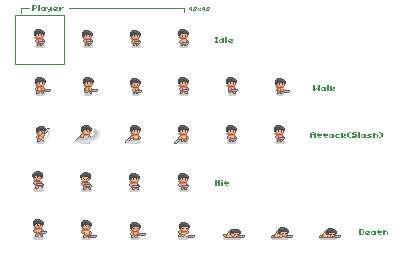 Player 48x48
Idle
Walk
Attack(Slash)
Hit
Death